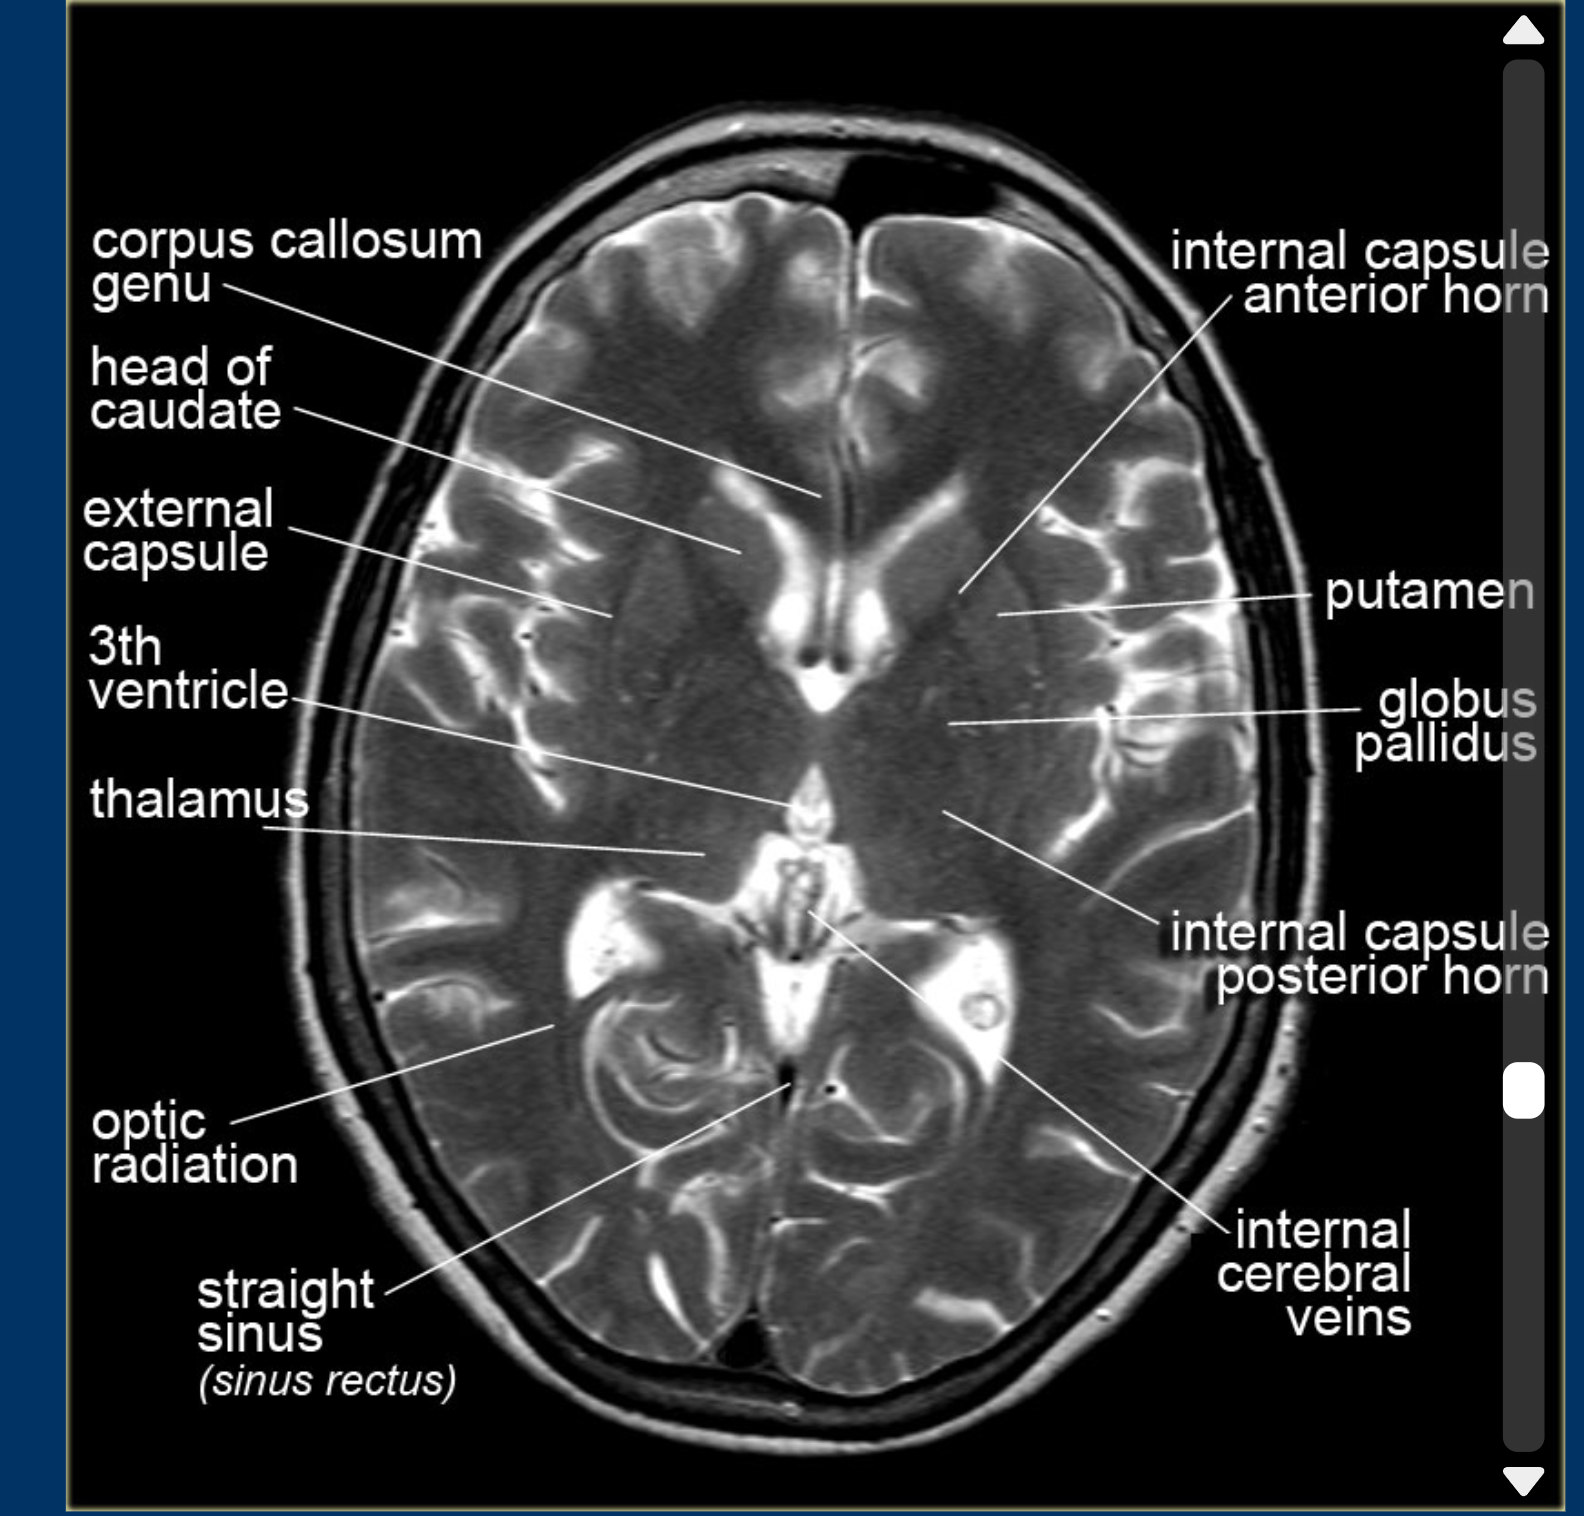 corpus callosum
genu
head of
caudate
external
capsule
3th
ventricle
thalamus
optic
radiation
straight
sinus
(sinus rectus)
internal capsule
anterior horn
putamen
globus
pallidus
internal capsule
posterior horn
internal
cerebral
veins